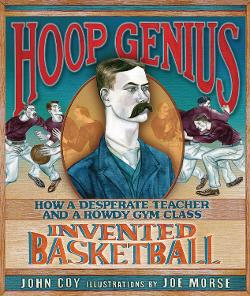 HOOP GENIUS
HOW A DESPERATE TEACHER
AND A ROWDY GYM CLASS
INVENTED
BASKETBALL
JOHN COY ILLUSTRATIONS BY JOE MORSE